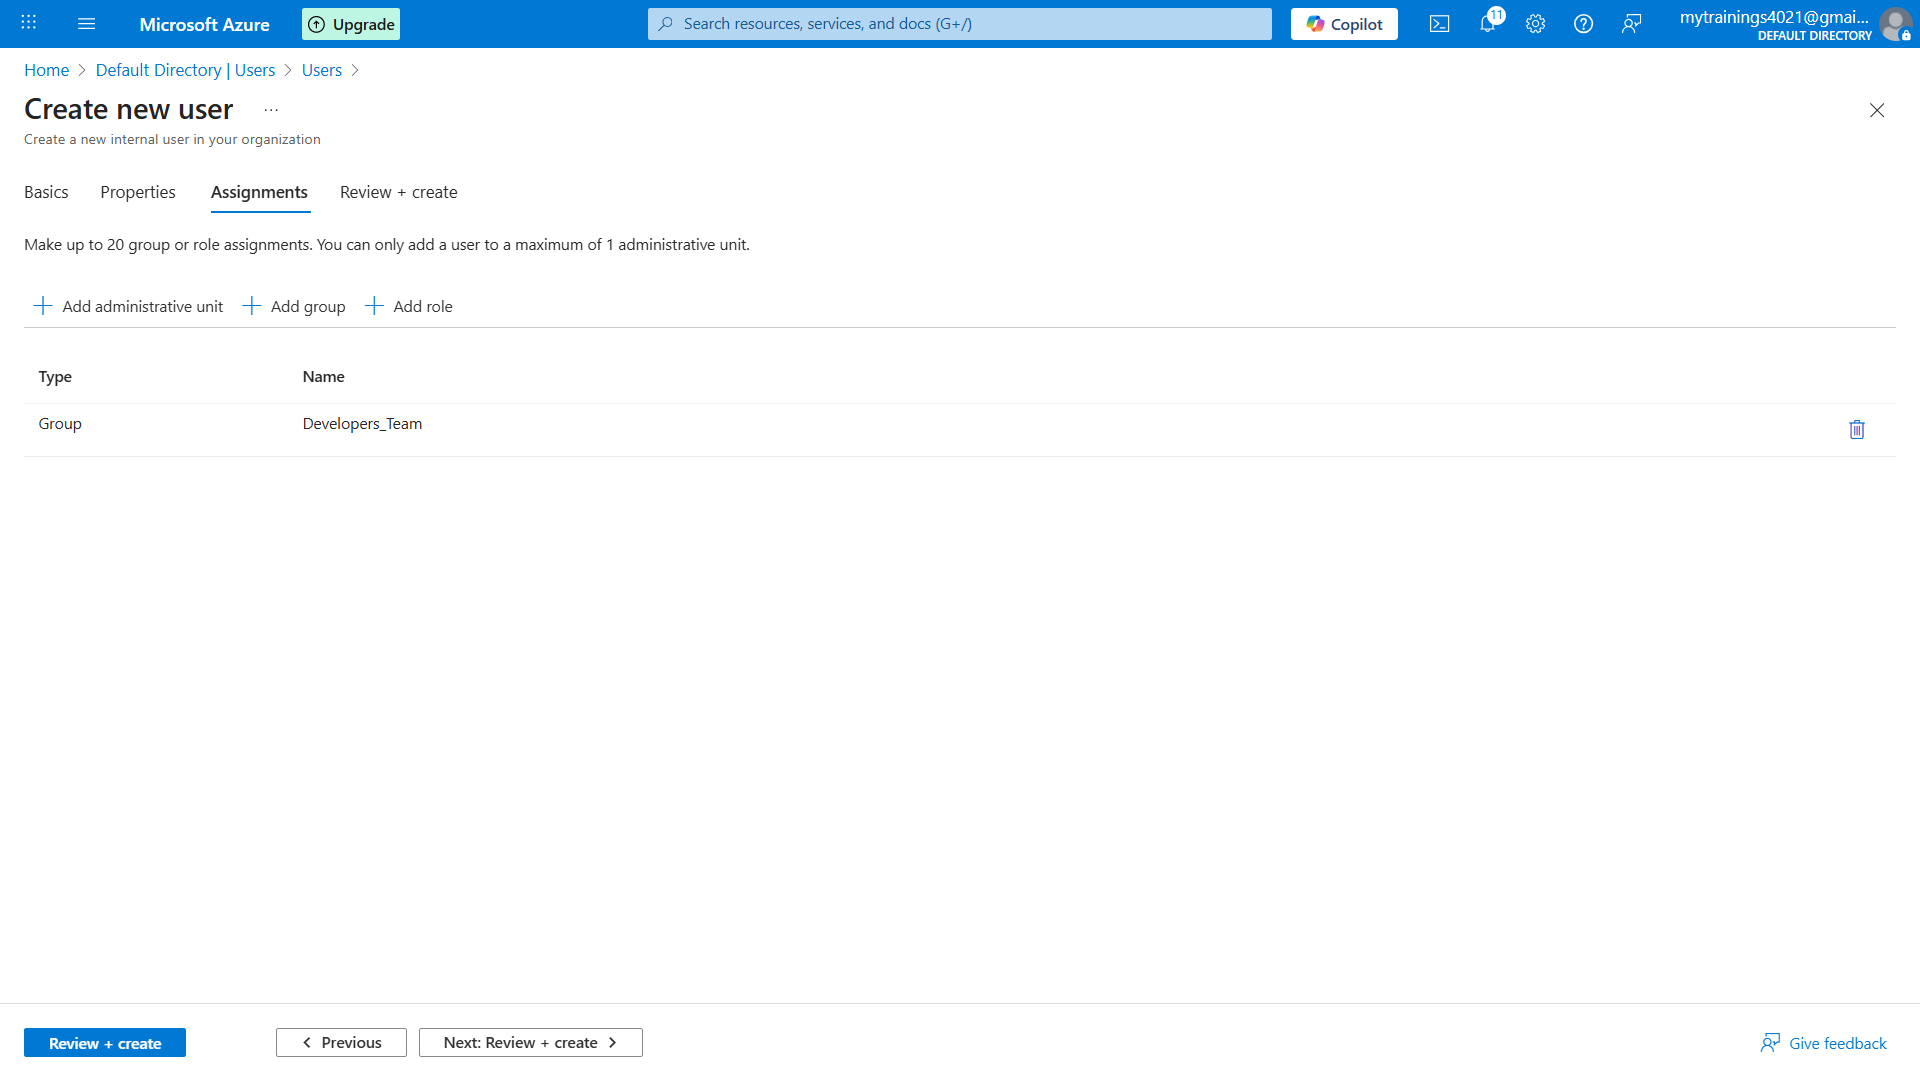 Microsoft Azure
Upgrade
Search resources, services, and docs (G+/)
Copilot
11
mytrainings4021@gmai...
DEFAULT DIRECTORY
Home > Default Directory | Users > Users >
Create new user ...
Create a new internal user in your organization
Basics Properties Assignments Review + create
Make up to 20 group or role assignments. You can only add a user to a maximum of 1 administrative unit.
Add administrative unit Add group Add role
Type Name
Group Developers_Team
Review + create Previous Next: Review + create Give feedback